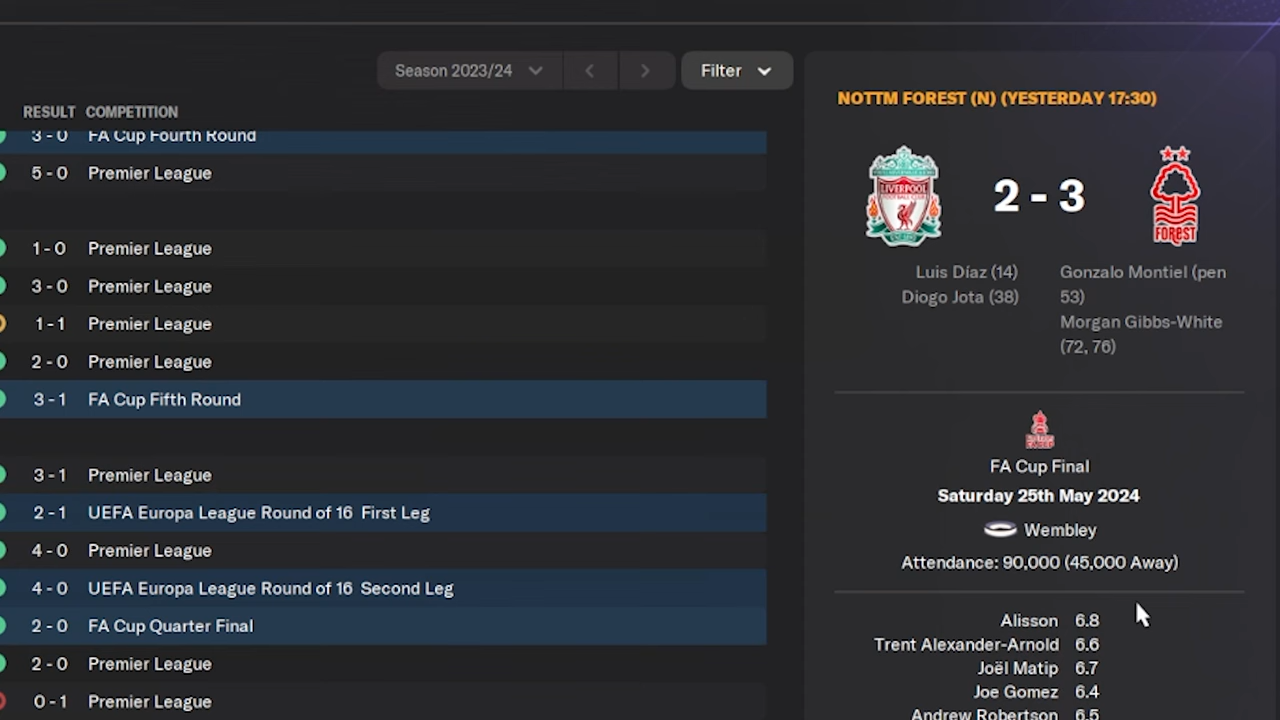 Season 2023/24
Filter
RESULT COMPETITION
3 - 0 FA Cup Fourth Round
5 - 0 Premier League
1 - 0 Premier League
3 - 0 Premier League
1 - 1 Premier League
2 - 0 Premier League
3 - 1 FA Cup Fifth Round
3 - 1 Premier League
2 - 1 UEFA Europa League Round of 16 First Leg
4 - 0 Premier League
4 - 0 UEFA Europa League Round of 16 Second Leg
2 - 0 FA Cup Quarter Final
2 - 0 Premier League
0 - 1 Premier League
NOTTM FOREST (N) (YESTERDAY 17:30)
LIVERPOOL
FOOTBALL CLUB
2 - 3
FOREST
Luis Díaz (14)
Diogo Jota (38)
Gonzalo Montiel (pen
53)
Morgan Gibbs-White
(72, 76)
FA Cup Final
Saturday 25th May 2024
Wembley
Attendance: 90,000 (45,000 Away)
Alisson 6.8
Trent Alexander-Arnold 6.6
Joël Matip 6.7
Joe Gomez 6.4
Andrew Robertson 6.5